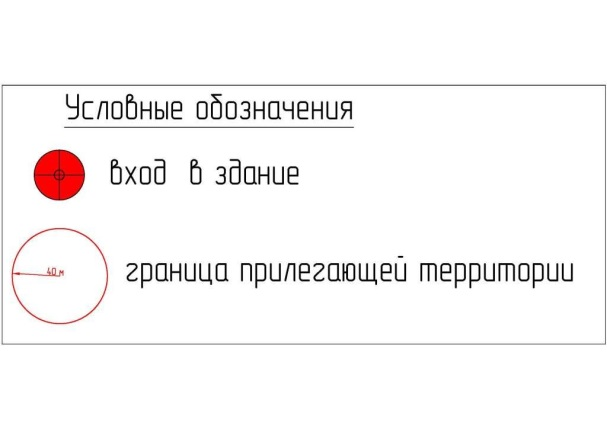 Условные обозначения
вход в здание
40 м
граница прилегающей территории